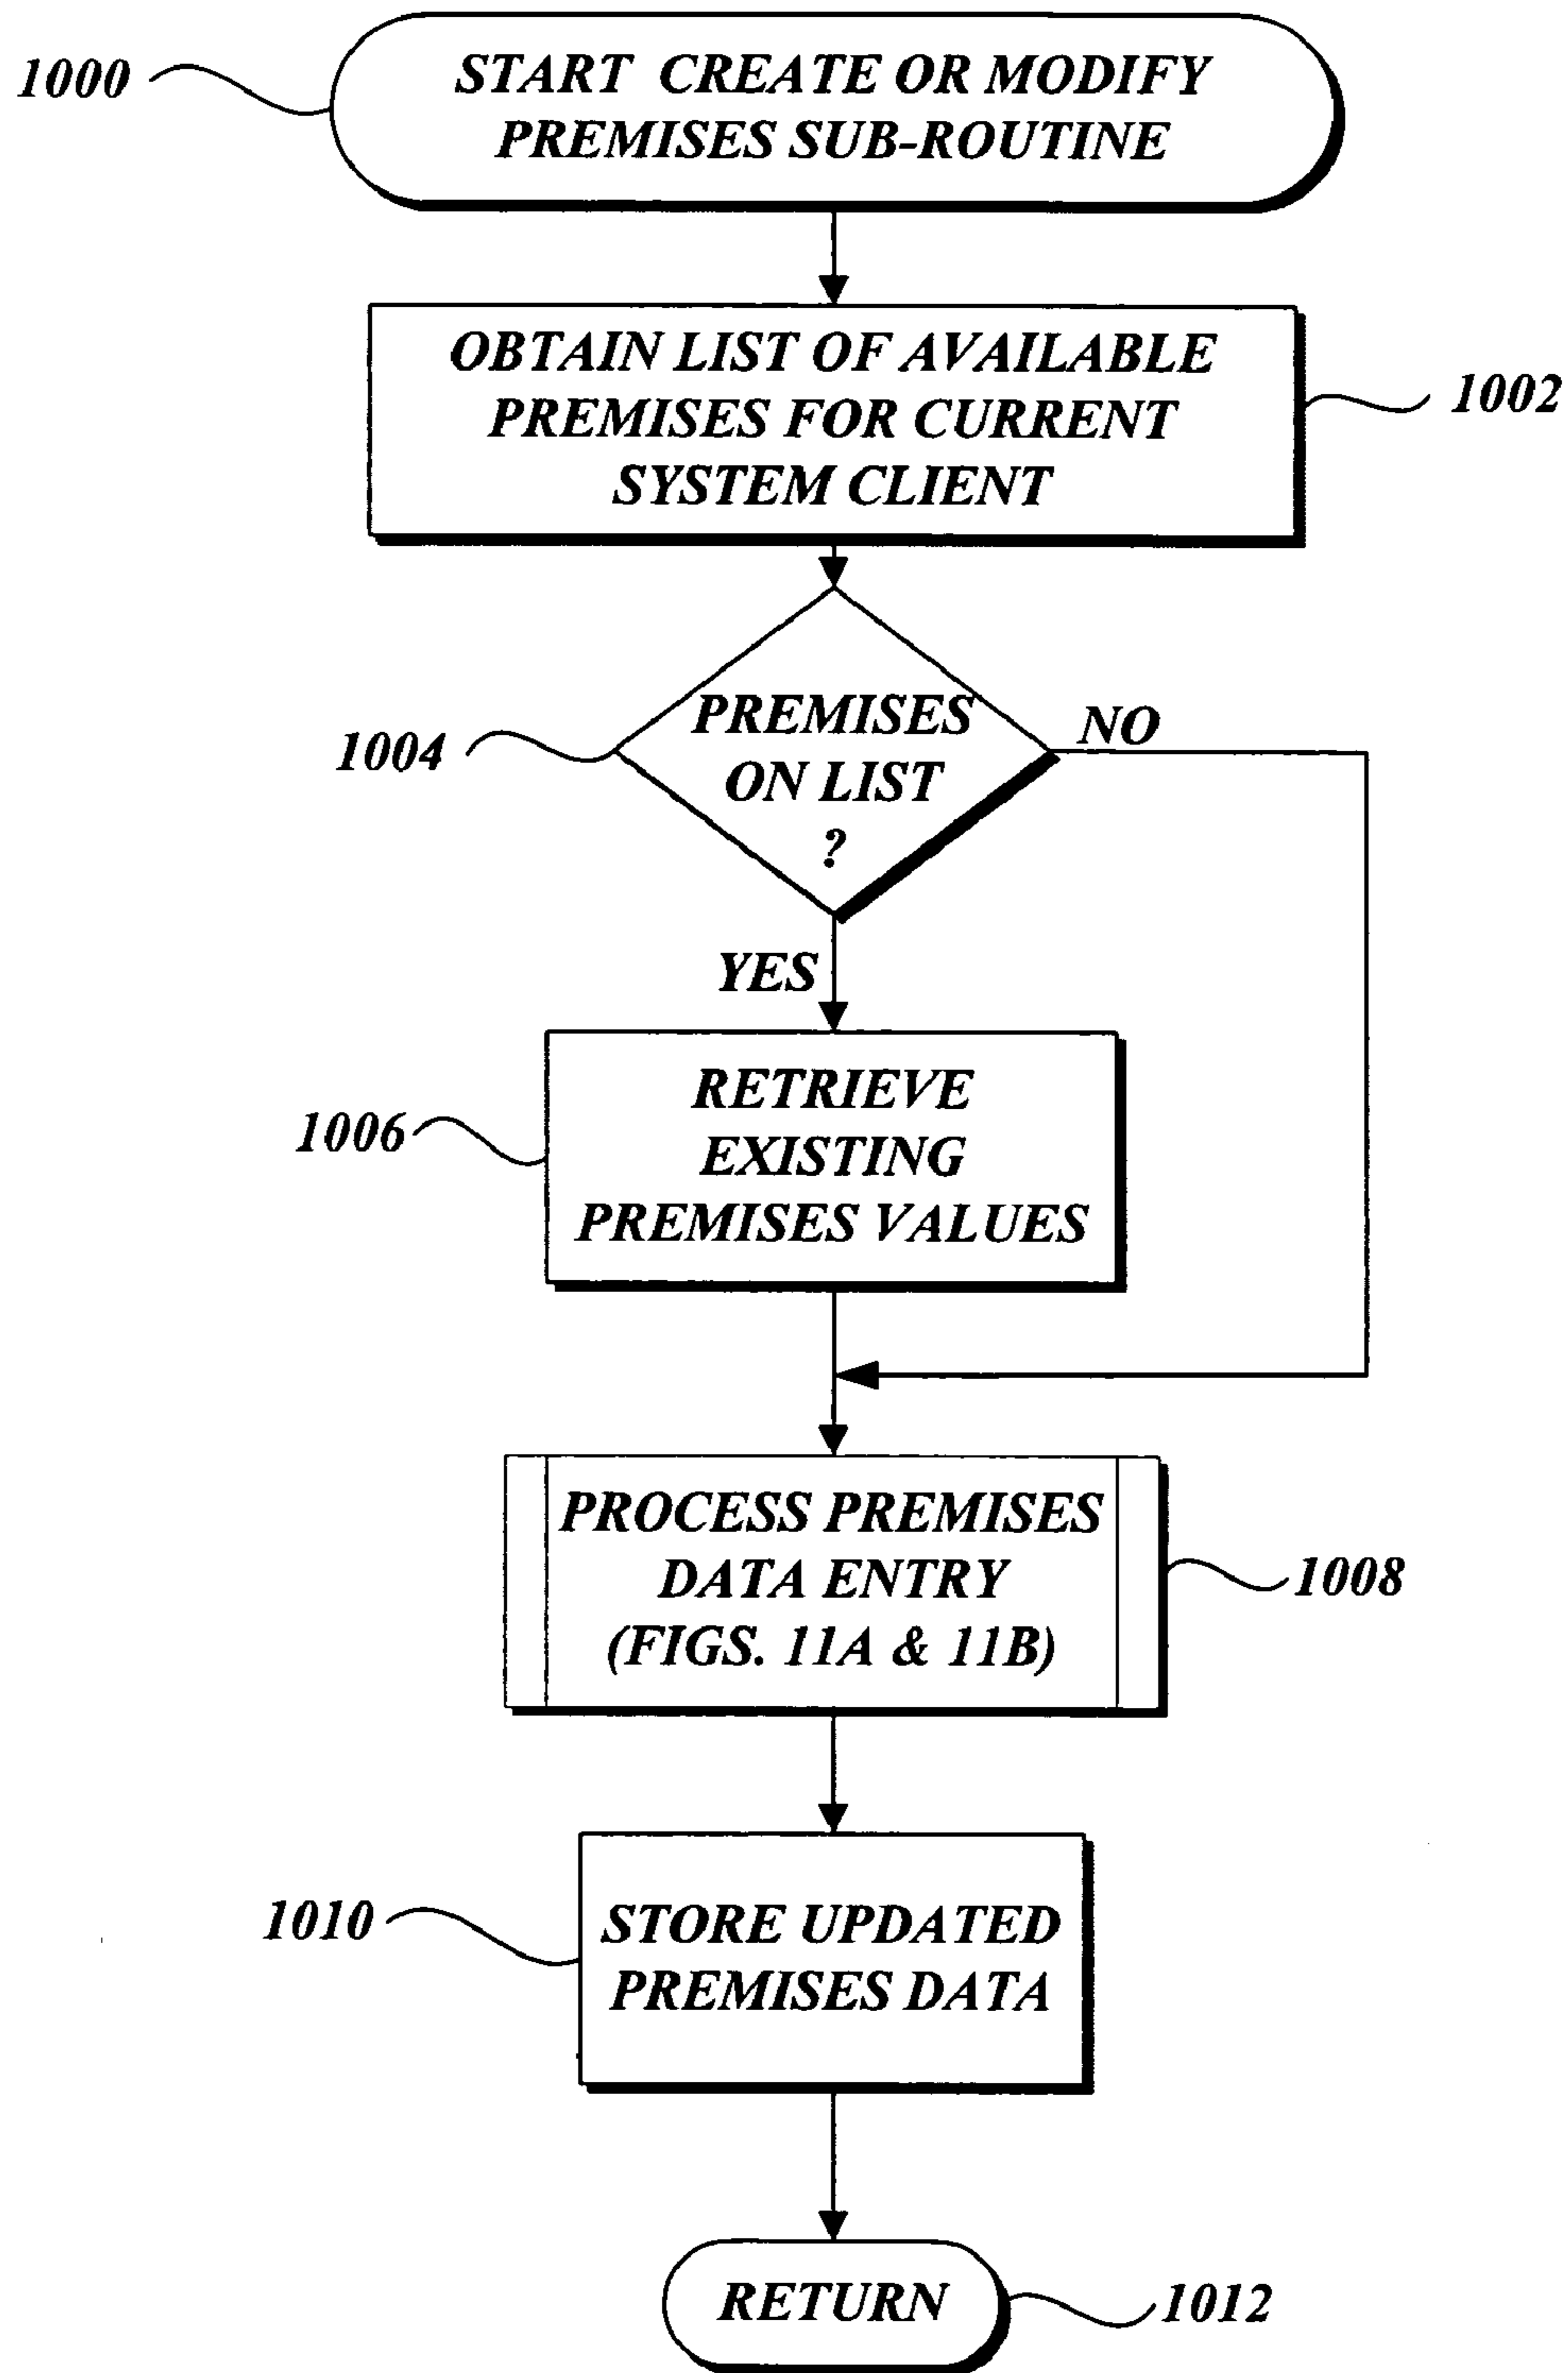 1000
START CREATE OR MODIFY
PREMISES SUB-ROUTINE
OBTAIN LIST OF AVAILABLE
PREMISES FOR CURRENT
SYSTEM CLIENT
1002
1004
PREMISES
ON LIST
?
NO
YES
1006
RETRIEVE
EXISTING
PREMISES VALUES
PROCESS PREMISES
DATA ENTRY
(FIGS. 11A & 11B)
1008
1010
STORE UPDATED
PREMISES DATA
RETURN
1012